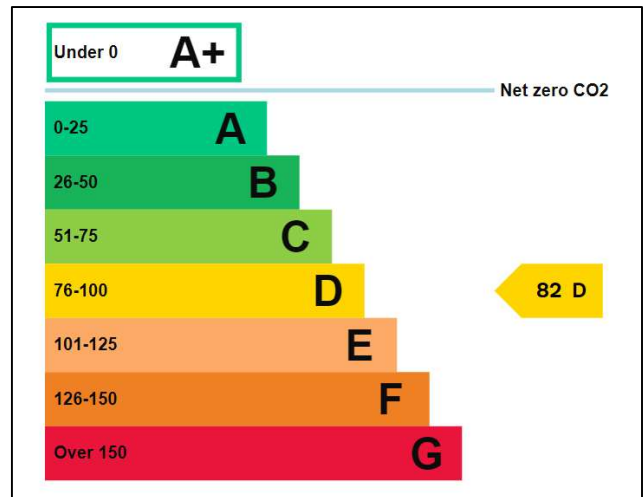 Under 0 A+
Net zero CO2
0-25 A
26-50 B
51-75 C
76-100 D
82 D
101-125 E
126-150 F
Over 150 G